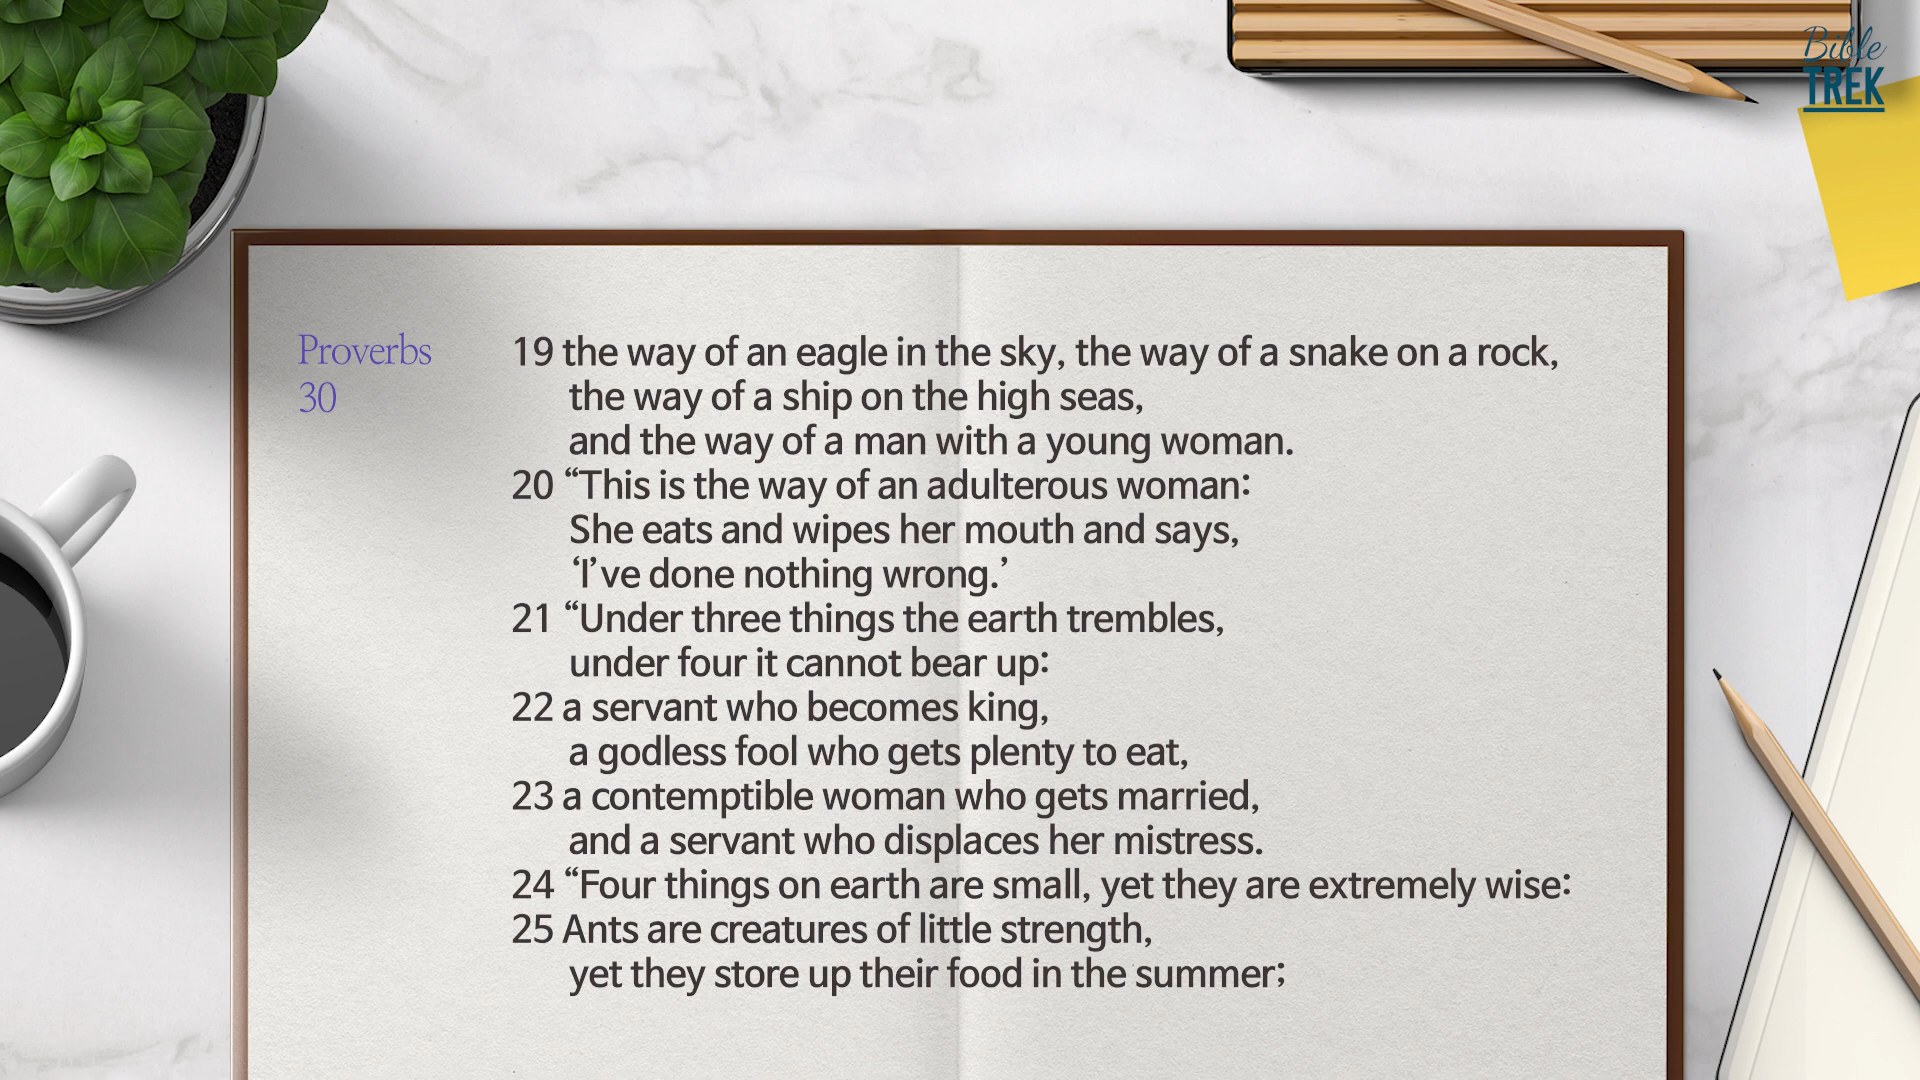 Bible
TREK
Proverbs
30
19 the way of an eagle in the sky, the way of a snake on a rock,
the way of a ship on the high seas,
and the way of a man with a young woman.
20 “This is the way of an adulterous woman:
She eats and wipes her mouth and says,
‘I’ve done nothing wrong.’
21 “Under three things the earth trembles,
under four it cannot bear up:
22 a servant who becomes king,
a godless fool who gets plenty to eat,
23 a contemptible woman who gets married,
and a servant who displaces her mistress.
24 “Four things on earth are small, yet they are extremely wise:
25 Ants are creatures of little strength,
yet they store up their food in the summer;